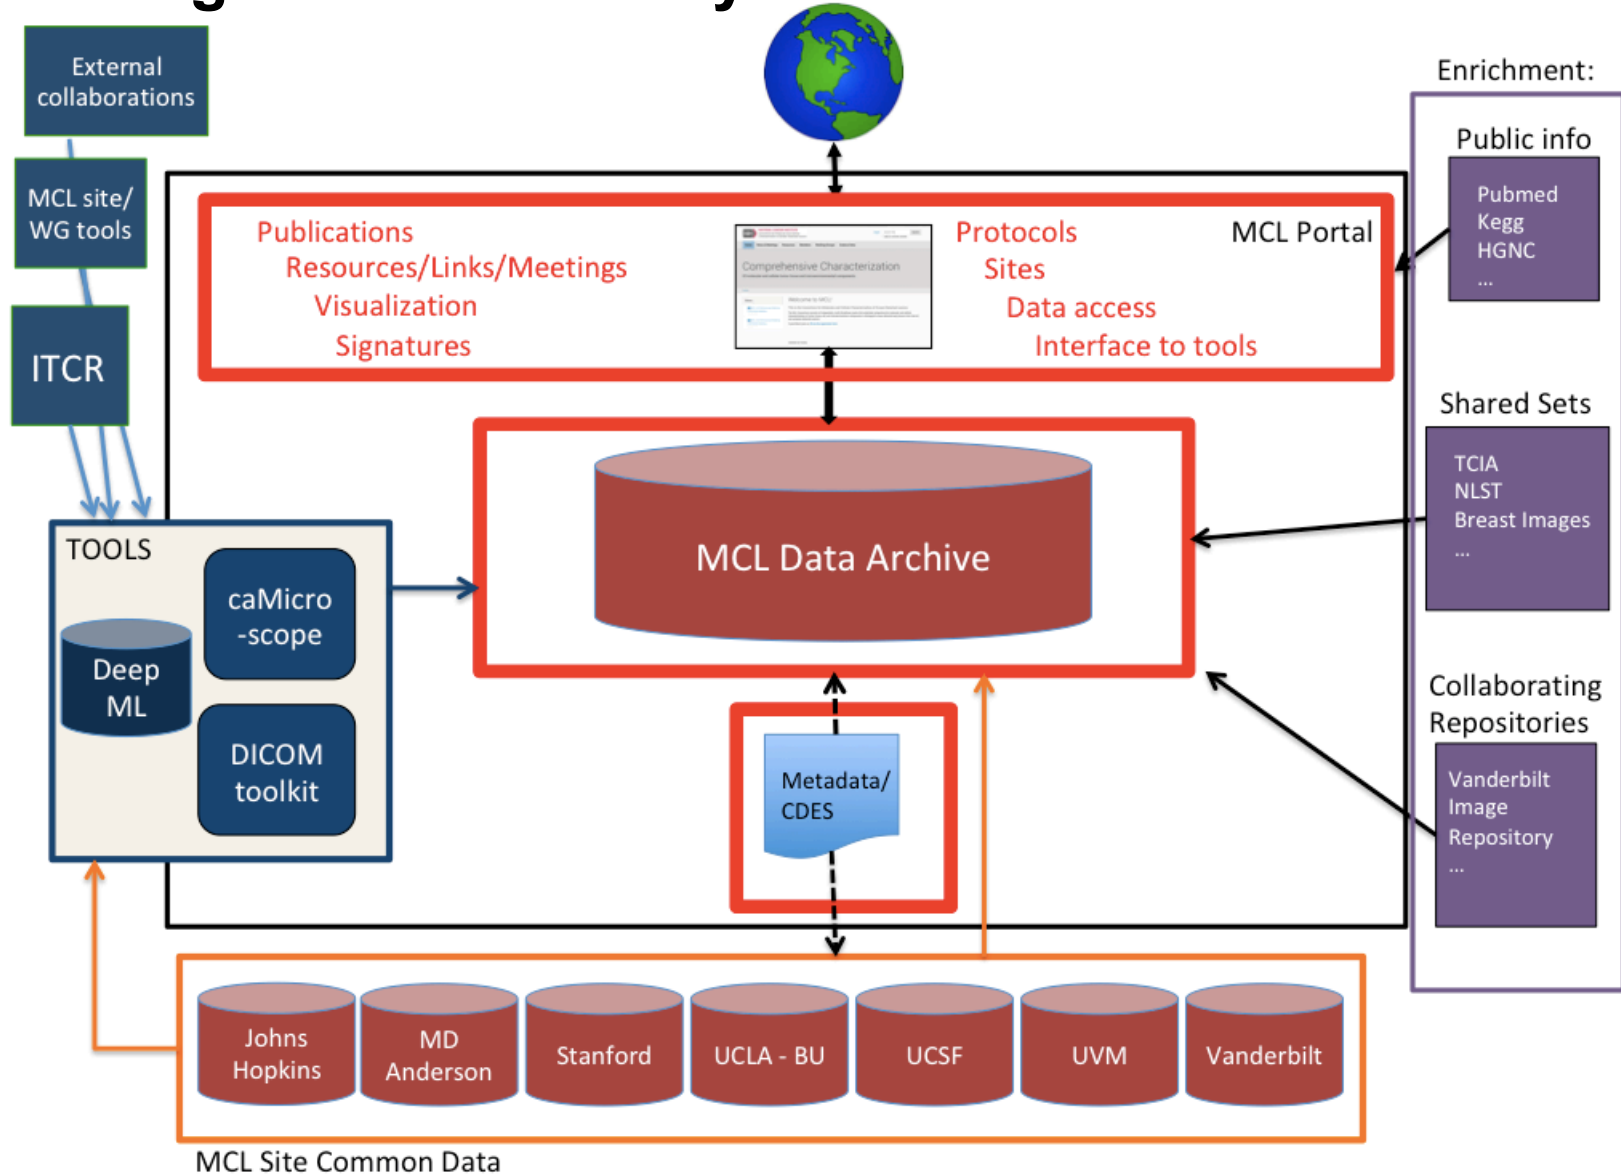 External
collaborations
MCL site/
WG tools
ITCR
TOOLS
caMicro
-scope
Deep
ML
DICOM
toolkit
Publications
Resources/Links/Meetings
Visualization
Signatures
Comprehensive Characterization
Welcome to MCL!
Protocols
Sites
Data access
Interface to tools
MCL Portal
MCL Data Archive
Metadata/
CDES
Enrichment:
Public info
Pubmed
Kegg
HGNC
...
Shared Sets
TCIA
NLST
Breast Images
...
Collaborating
Repositories
Vanderbilt
Image
Repository
...
Johns
Hopkins
MD
Anderson
Stanford
UCLA - BU
UCSF
UVM
Vanderbilt
MCL Site Common Data